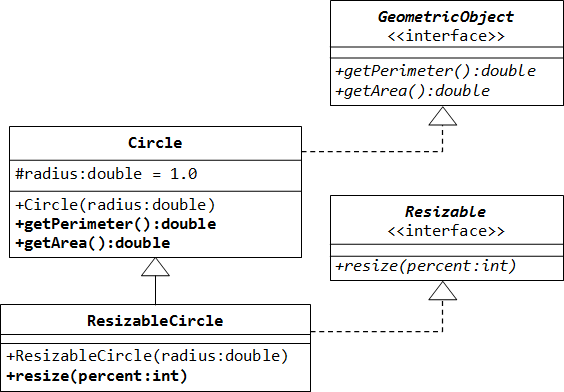 GeometricObject
<<interface>>
+getPerimeter():double
+getArea():double
Circle
#radius:double = 1.0
+Circle(radius:double)
+getPerimeter():double
+getArea():double
Resizable
<<interface>>
+resize(percent:int)
ResizableCircle
+ResizableCircle(radius:double)
+resize(percent:int)